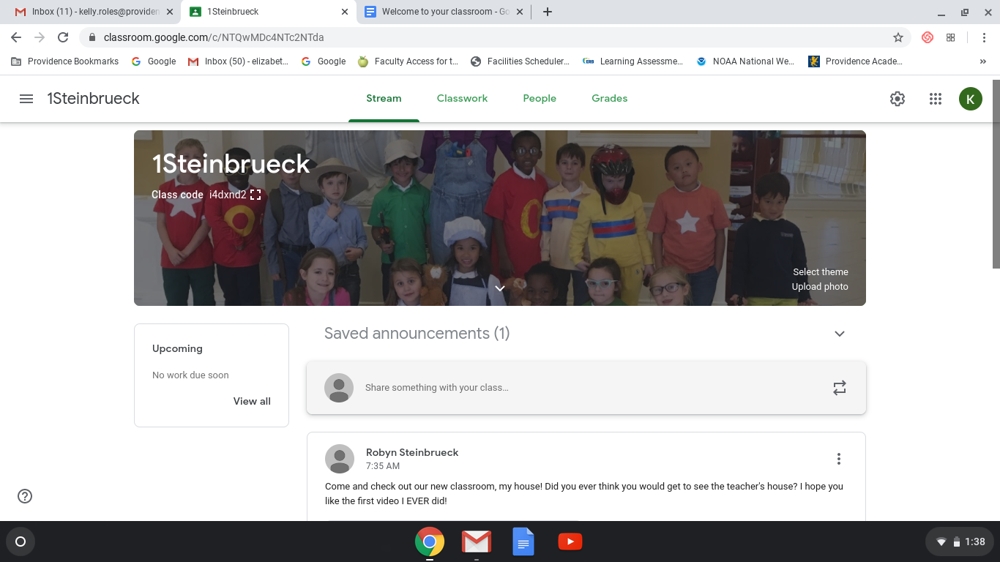 Inbox (11) - kelly.roles@providen
1Steinbrueck
Welcome to your classroom - Go
classroom.google.com/c/NTQwMDc4NTc2NTda
Providence Bookmarks
Google
Inbox (50) - elizabet...
Google
Faculty Access for t...
Facilities Scheduler...
ERB
Learning Assessme...
NOAA National We...
Providence Acade...
1Steinbrueck
Stream
Classwork
People
Grades
K
1Steinbrueck
Class code i4dxnd2
Select theme
Upload photo
Upcoming
No work due soon
View all
Saved announcements (1)
Share something with your class...
Robyn Steinbrueck
7:35 AM
Come and check out our new classroom, my house! Did you ever think you would get to see the teacher's house? I hope you
like the first video I EVER did!
1:38